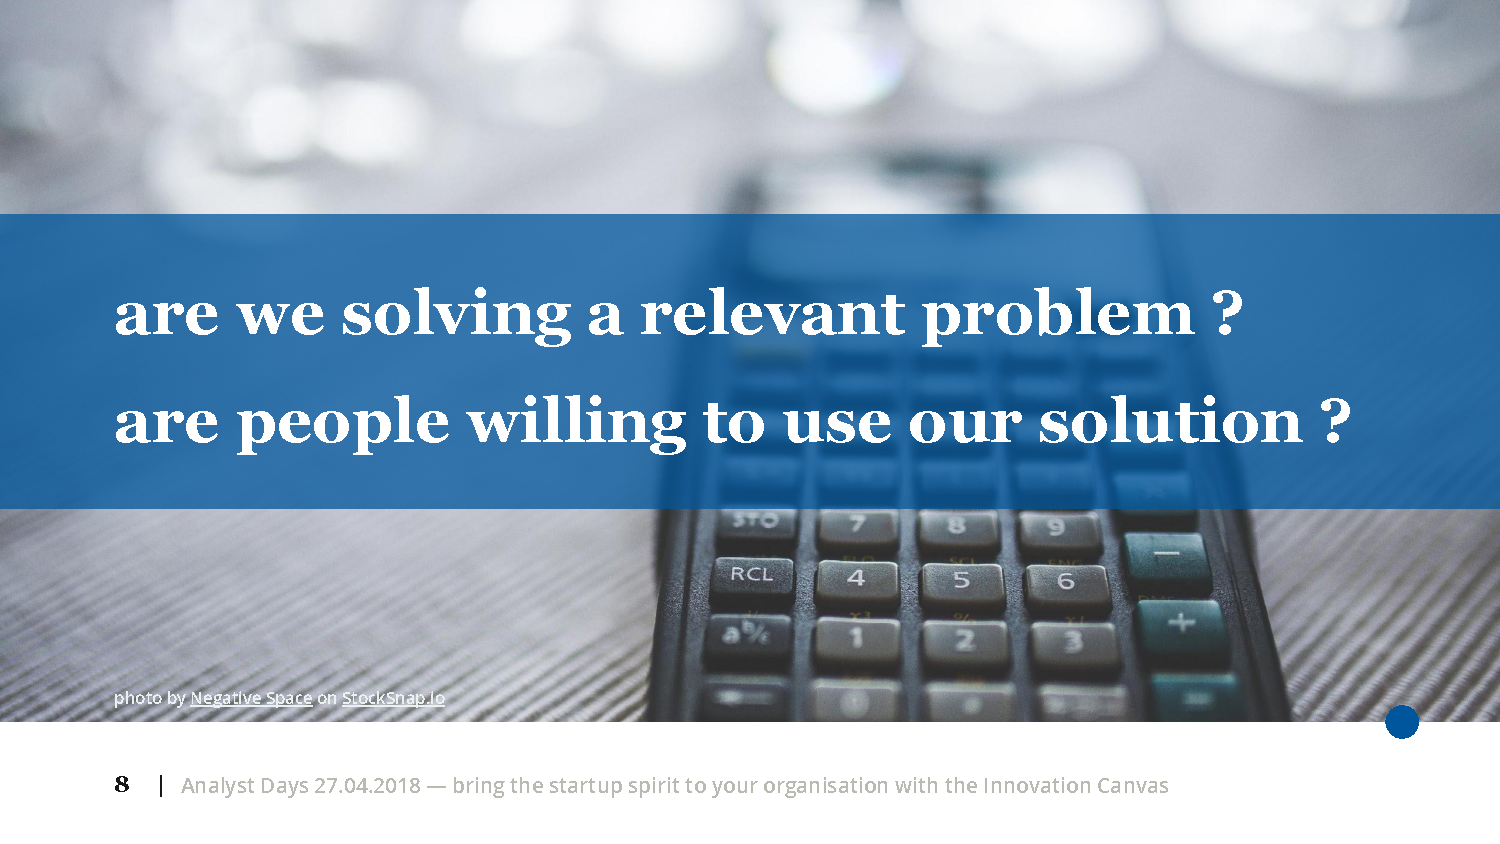 are we solving a relevant problem ?
are people willing to use our solution ?
STO 7 8 9
RCL 4 5 6 —
a b/c 1 2 3 +
photo by Negative Space on StockSnap.io
8 | Analyst Days 27.04.2018 — bring the startup spirit to your organisation with the Innovation Canvas